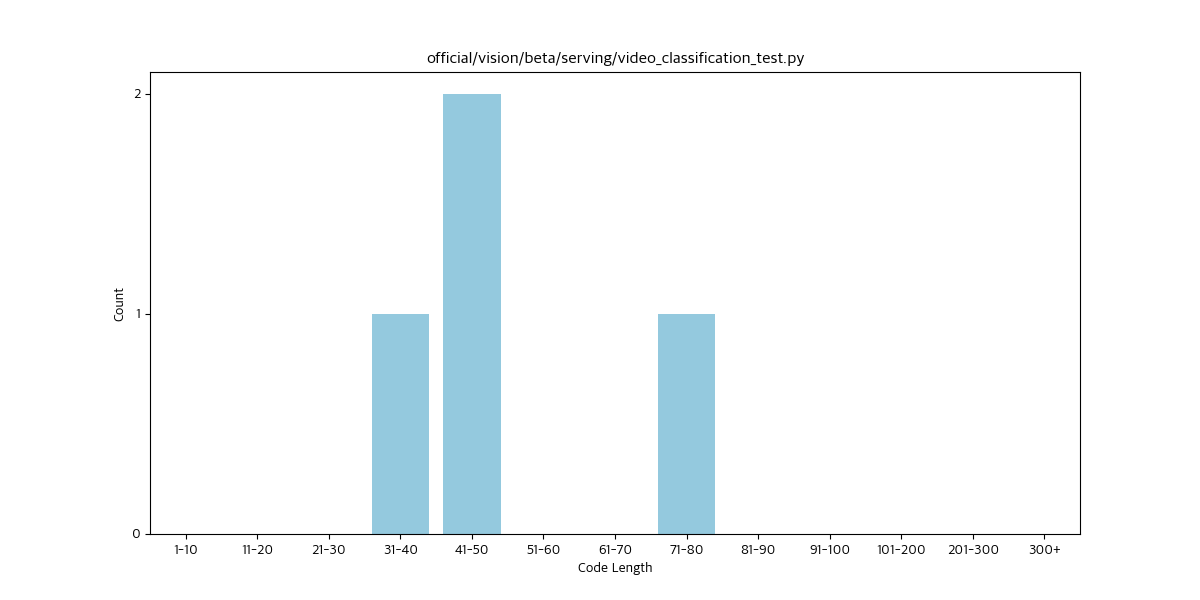 official/vision/beta/serving/video_classification_test.py
2
1
0
Count
1-10 11-20 21-30 31-40 41-50 51-60 61-70 71-80 81-90 91-100 101-200 201-300 300+
Code Length